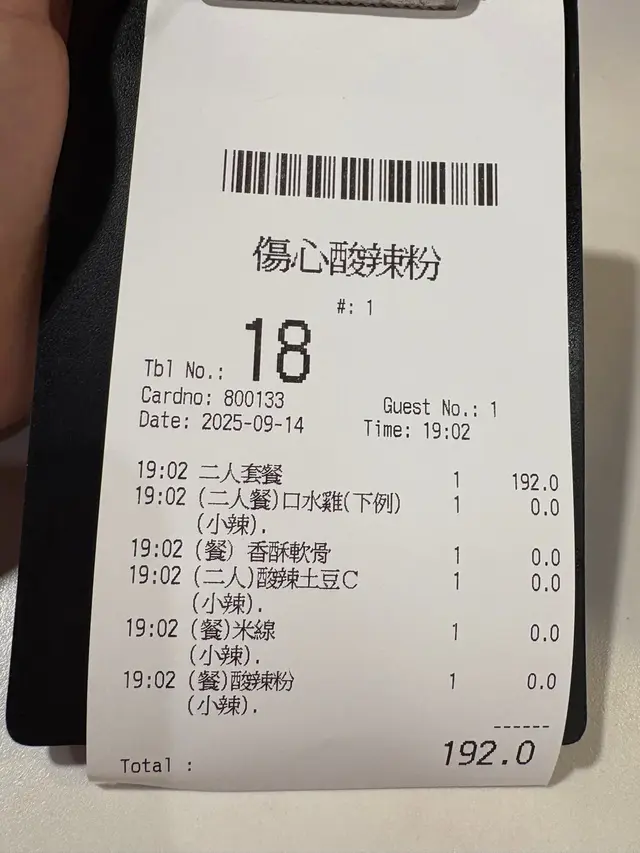 傷心酸辣粉
#: 1
Tbl No.: 18
Cardno: 800133 Guest No.: 1
Date: 2025-09-14 Time: 19:02
19:02 二人套餐 1 192.0
19:02 (二人餐)口水雞(下例) 1 0.0
(小辣).
19:02 (餐) 香酥軟骨 1 0.0
19:02 (二人)酸辣土豆C 1 0.0
(小辣).
19:02 (餐)米線 1 0.0
(小辣).
19:02 (餐)酸辣粉 1 0.0
(小辣).
------
Total : 192.0